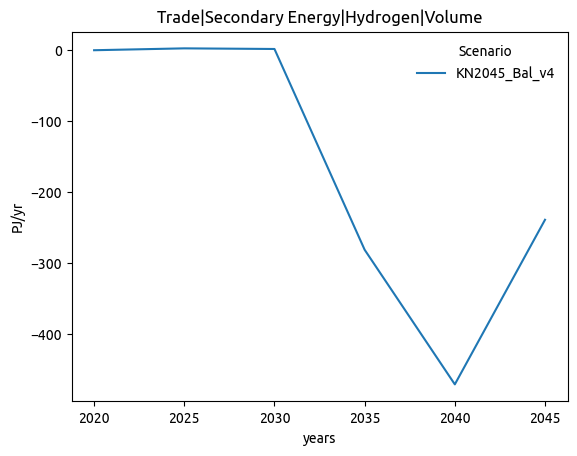 Trade|Secondary Energy|Hydrogen|Volume
Scenario
KN2045_Bal_v4
0
−100
−200
−300
−400
PJ/yr
2020 2025 2030 2035 2040 2045
years